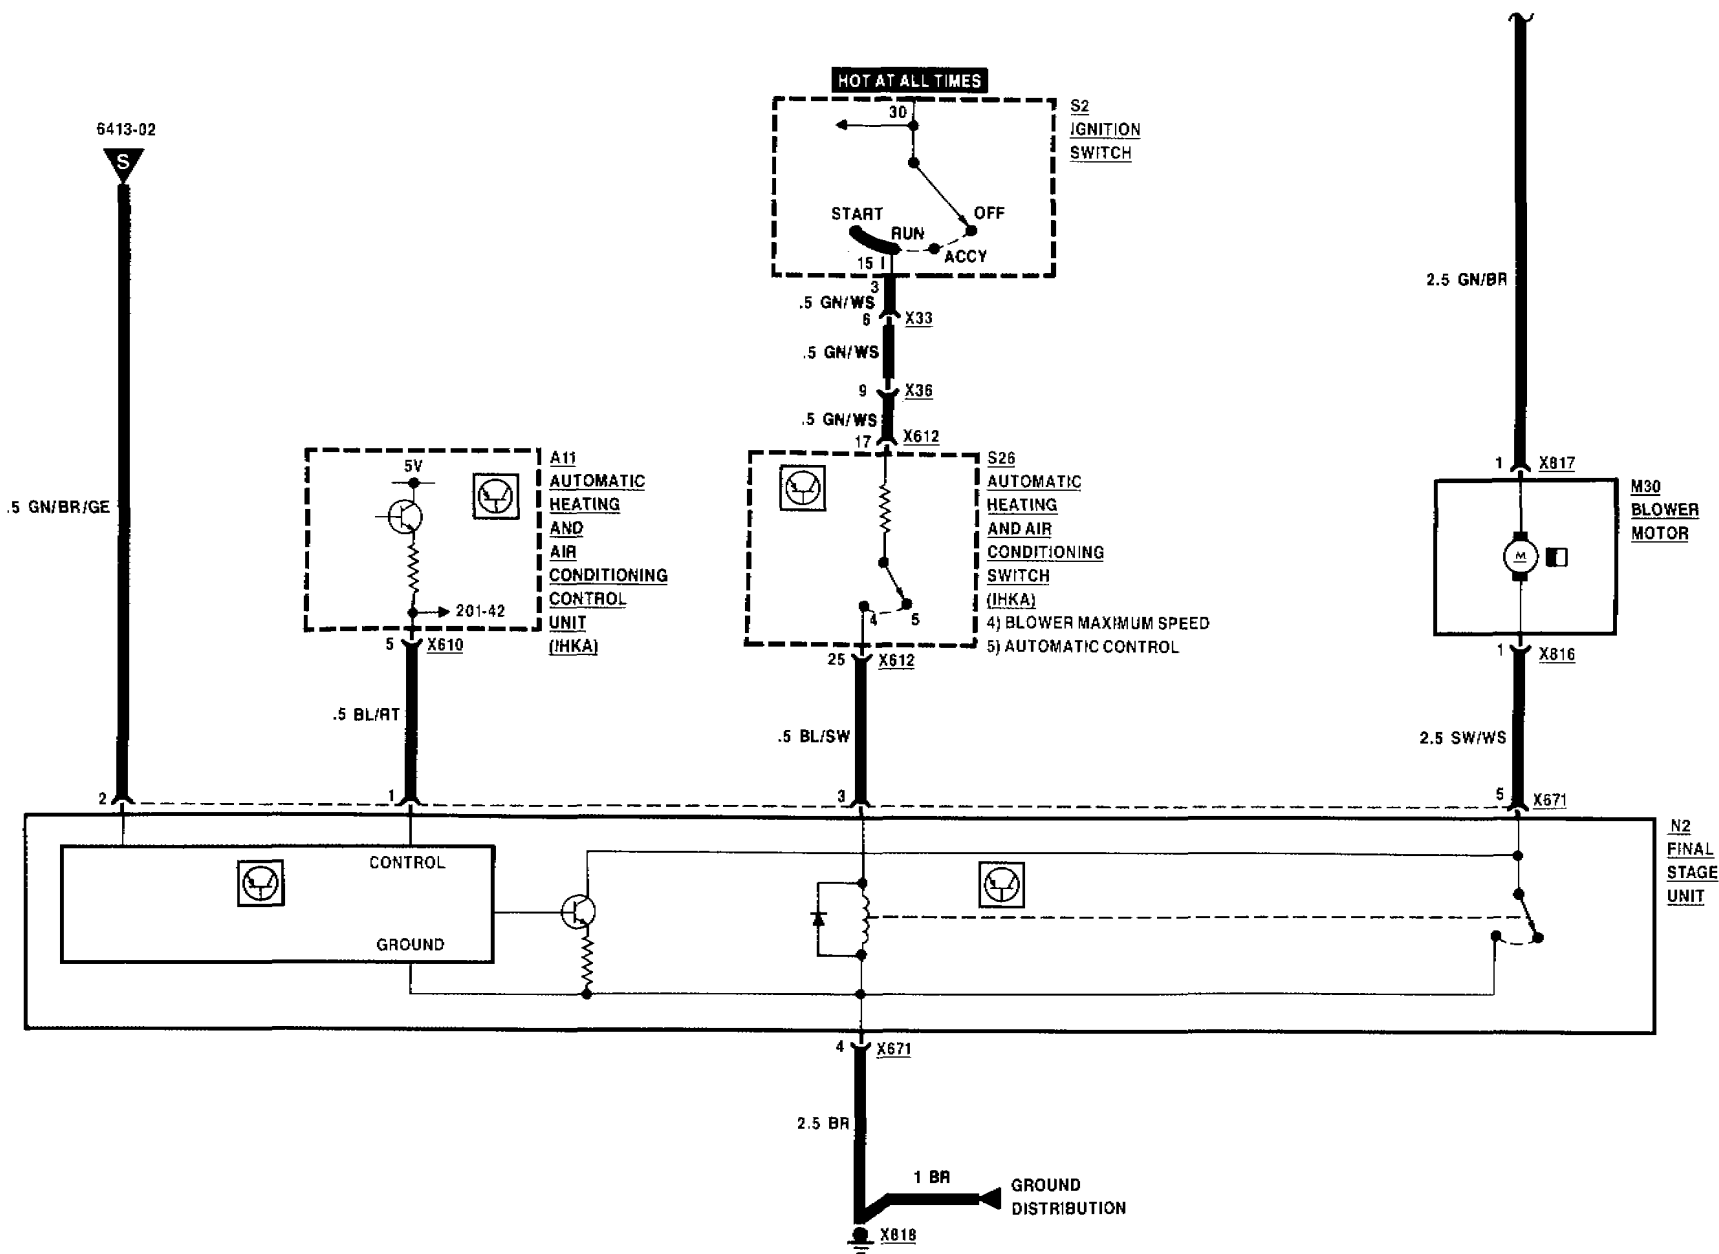 HOT AT ALL TIMES
30
S2
IGNITION
SWITCH
START
OFF
RUN
ACCY
15 I
3
.5 GN/WS
6 X33
.5 GN/WS
9 X36
.5 GN/WS
17 X612
6413-02
S
.5 GN/BR/GE
5V
201-42
A11
AUTOMATIC
HEATING
AND
AIR
CONDITIONING
CONTROL
UNIT
(IHKA)
5 X610
.5 BL/RT
4 5
S26
AUTOMATIC
HEATING
AND AIR
CONDITIONING
SWITCH
(IHKA)
4) BLOWER MAXIMUM SPEED
5) AUTOMATIC CONTROL
25 X612
.5 BL/SW
2.5 GN/BR
1 X817
M
M30
BLOWER
MOTOR
1 X816
2.5 SW/WS
2 1 3 5 X671
CONTROL
GROUND
N2
FINAL
STAGE
UNIT
4 X671
2.5 BR
1 BR
GROUND
DISTRIBUTION
X818